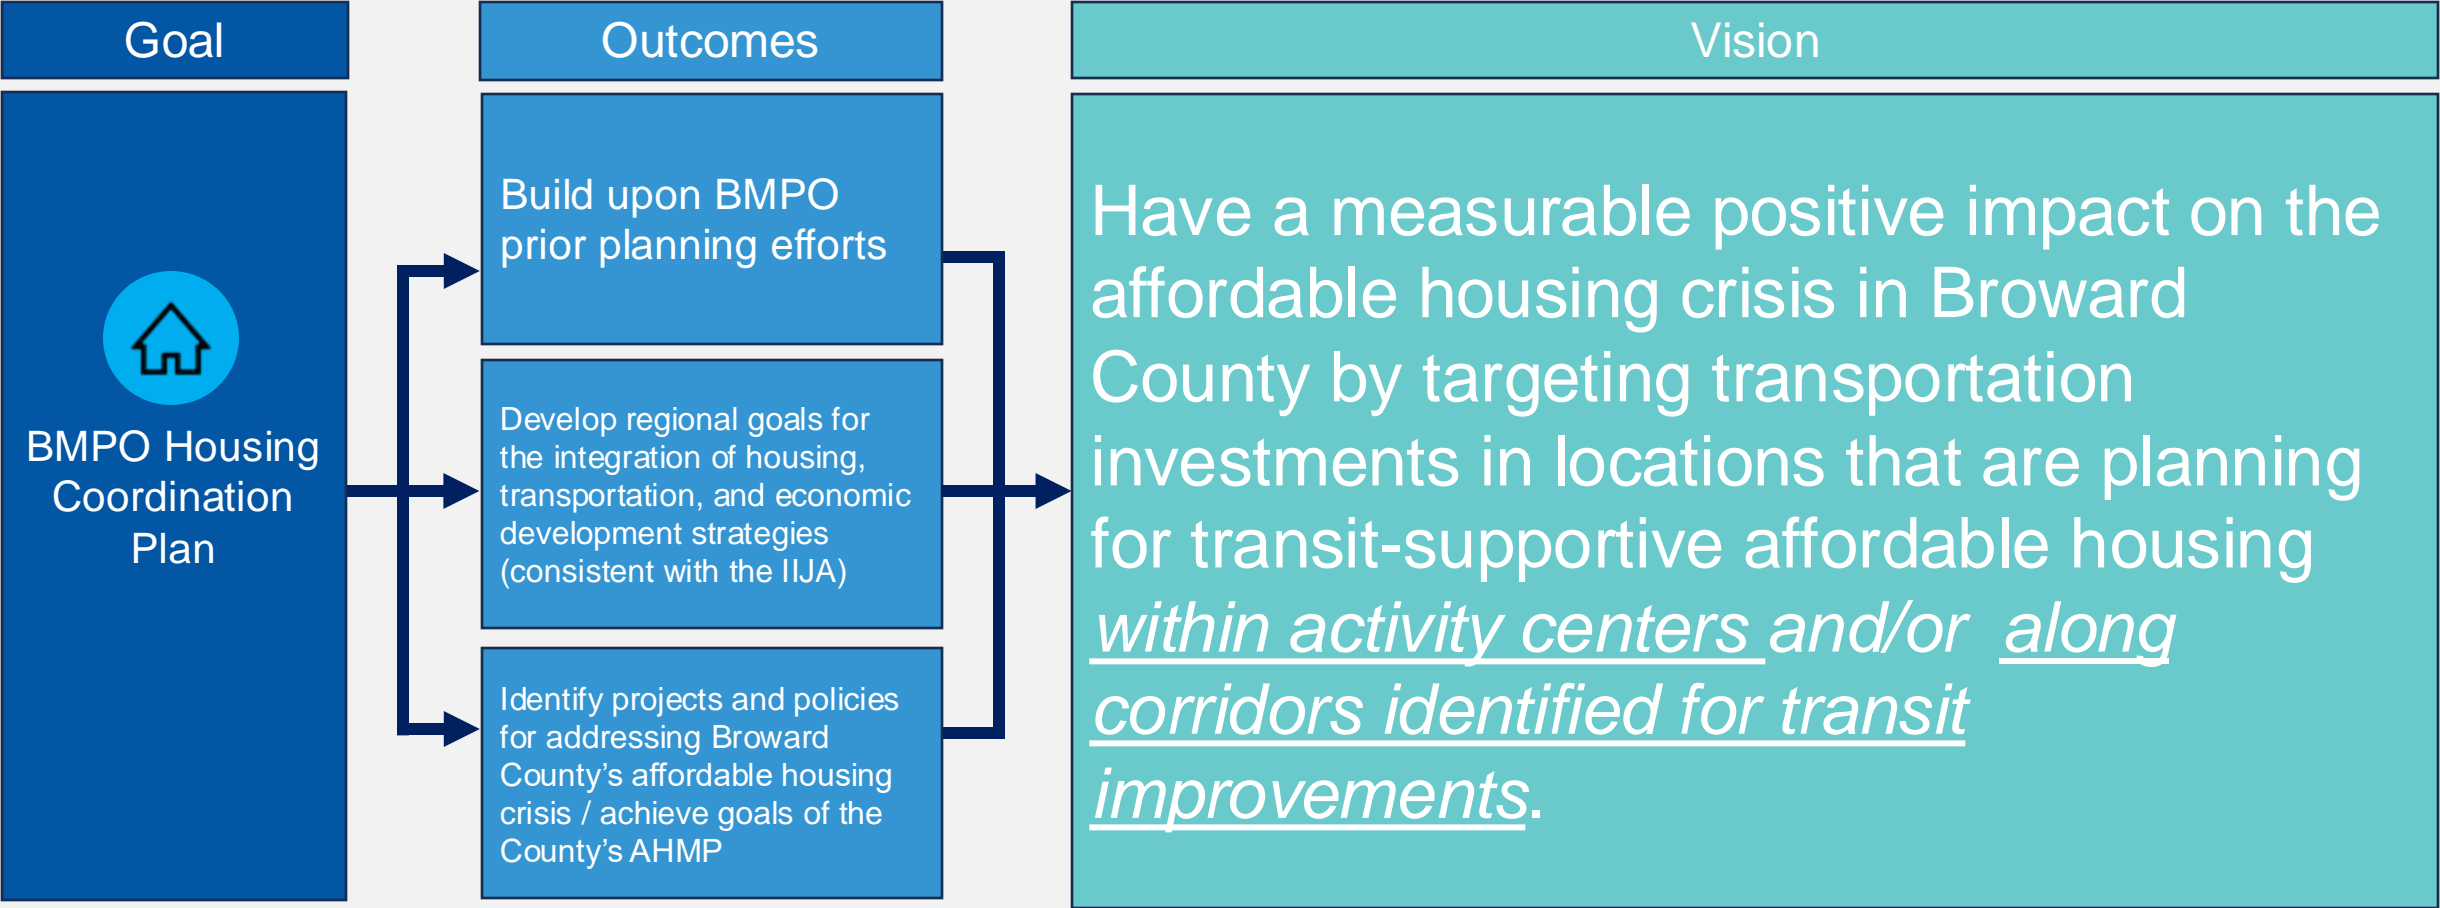 Goal
BMPO Housing
Coordination
Plan
Outcomes
Build upon BMPO
prior planning efforts
Develop regional goals for
the integration of housing,
transportation, and economic
development strategies
(consistent with the IIJA)
Identify projects and policies
for addressing Broward
County’s affordable housing
crisis / achieve goals of the
County’s AHMP
Vision
Have a measurable positive impact on the
affordable housing crisis in Broward
County by targeting transportation
investments in locations that are planning
for transit-supportive affordable housing
within activity centers and/or along
corridors identified for transit
improvements.